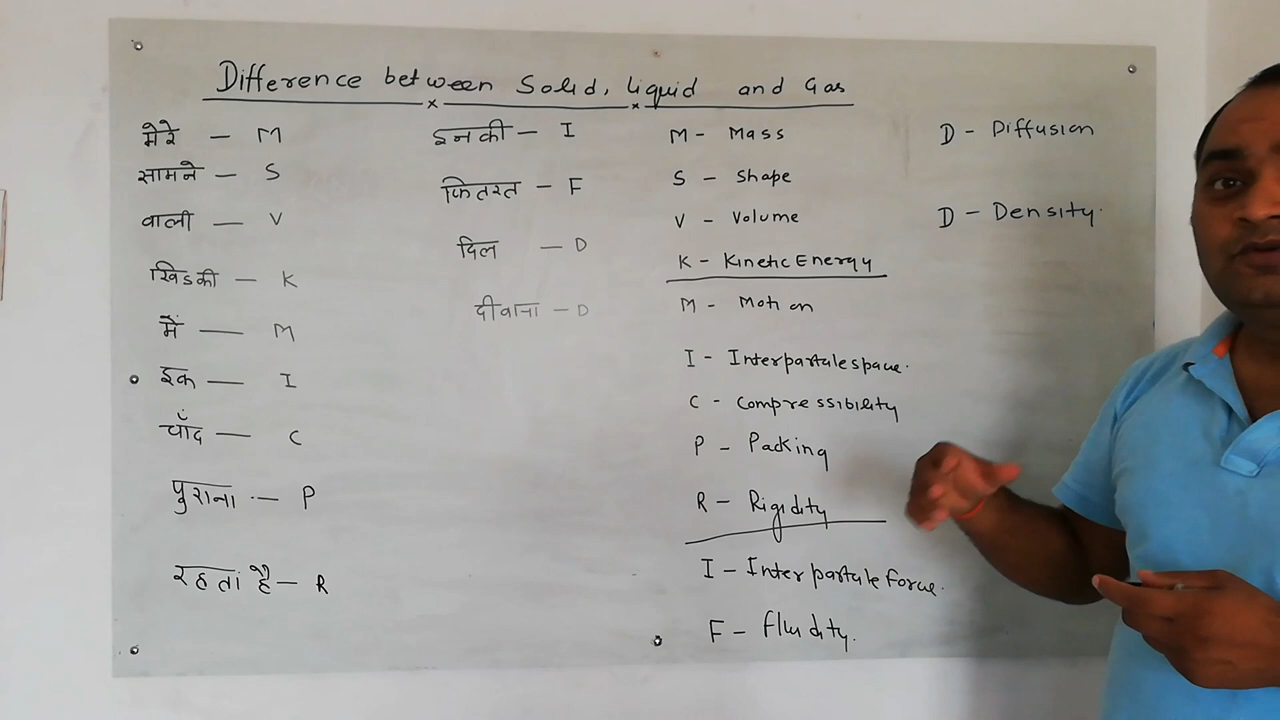 Difference between Solid, Liquid and Gas
मेरे — M
सामने — S
वाली — V
खिडकी — K
मैं — M
इक — I
चाँद — C
पुराना — P
रहता है — R
इनकी — I
फितरत — F
दिल — D
दीवाना — D
M - Mass
S - Shape
V - Volume
K - Kinetic Energy
M - Motion
I - Interparticle space.
C - Compressibility
P - Packing
R - Rigidity
I - Interparticle force.
F - fluidity.
D - Diffusion
D - Density.